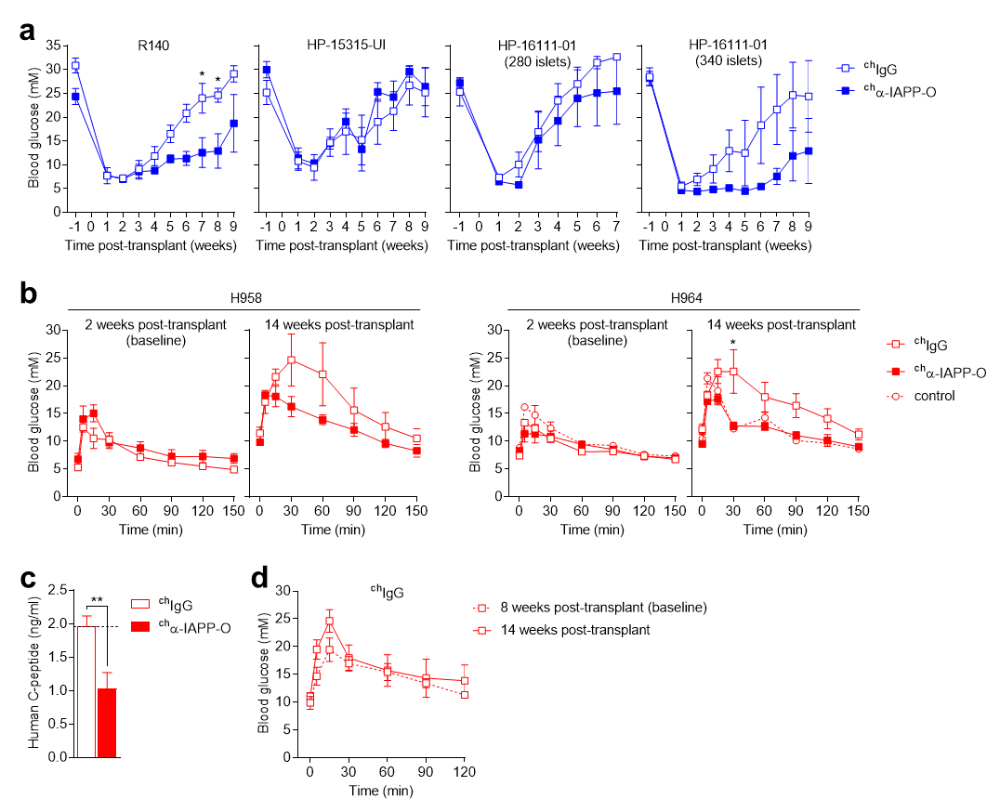 a
R140
HP-15315-UI
HP-16111-01
(280 islets)
HP-16111-01
(340 islets)
chIgG
chα-IAPP-O
Blood glucose (mM)
35
30
25
20
15
10
5
0
* *
-1 0 1 2 3 4 5 6 7 8 9
-1 0 1 2 3 4 5 6 7 8 9
-1 0 1 2 3 4 5 6 7
-1 0 1 2 3 4 5 6 7 8 9
Time post-transplant (weeks)
Time post-transplant (weeks)
Time post-transplant (weeks)
Time post-transplant (weeks)
b
H958
2 weeks post-transplant
(baseline)
14 weeks post-transplant
Blood glucose (mM)
30
25
20
15
10
5
0
0 30 60 90 120 150
0 30 60 90 120 150
Time (min)
Time (min)
H964
2 weeks post-transplant
(baseline)
14 weeks post-transplant
*
Blood glucose (mM)
30
25
20
15
10
5
0
0 30 60 90 120 150
0 30 60 90 120 150
Time (min)
Time (min)
chIgG
chα-IAPP-O
control
c
Human C-peptide (ng/ml)
2.5
2.0
1.5
1.0
0.5
0.0
**
chIgG
chα-IAPP-O
d
chIgG
Blood glucose (mM)
30
25
20
15
10
5
0
0 30 60 90 120
Time (min)
8 weeks post-transplant (baseline)
14 weeks post-transplant